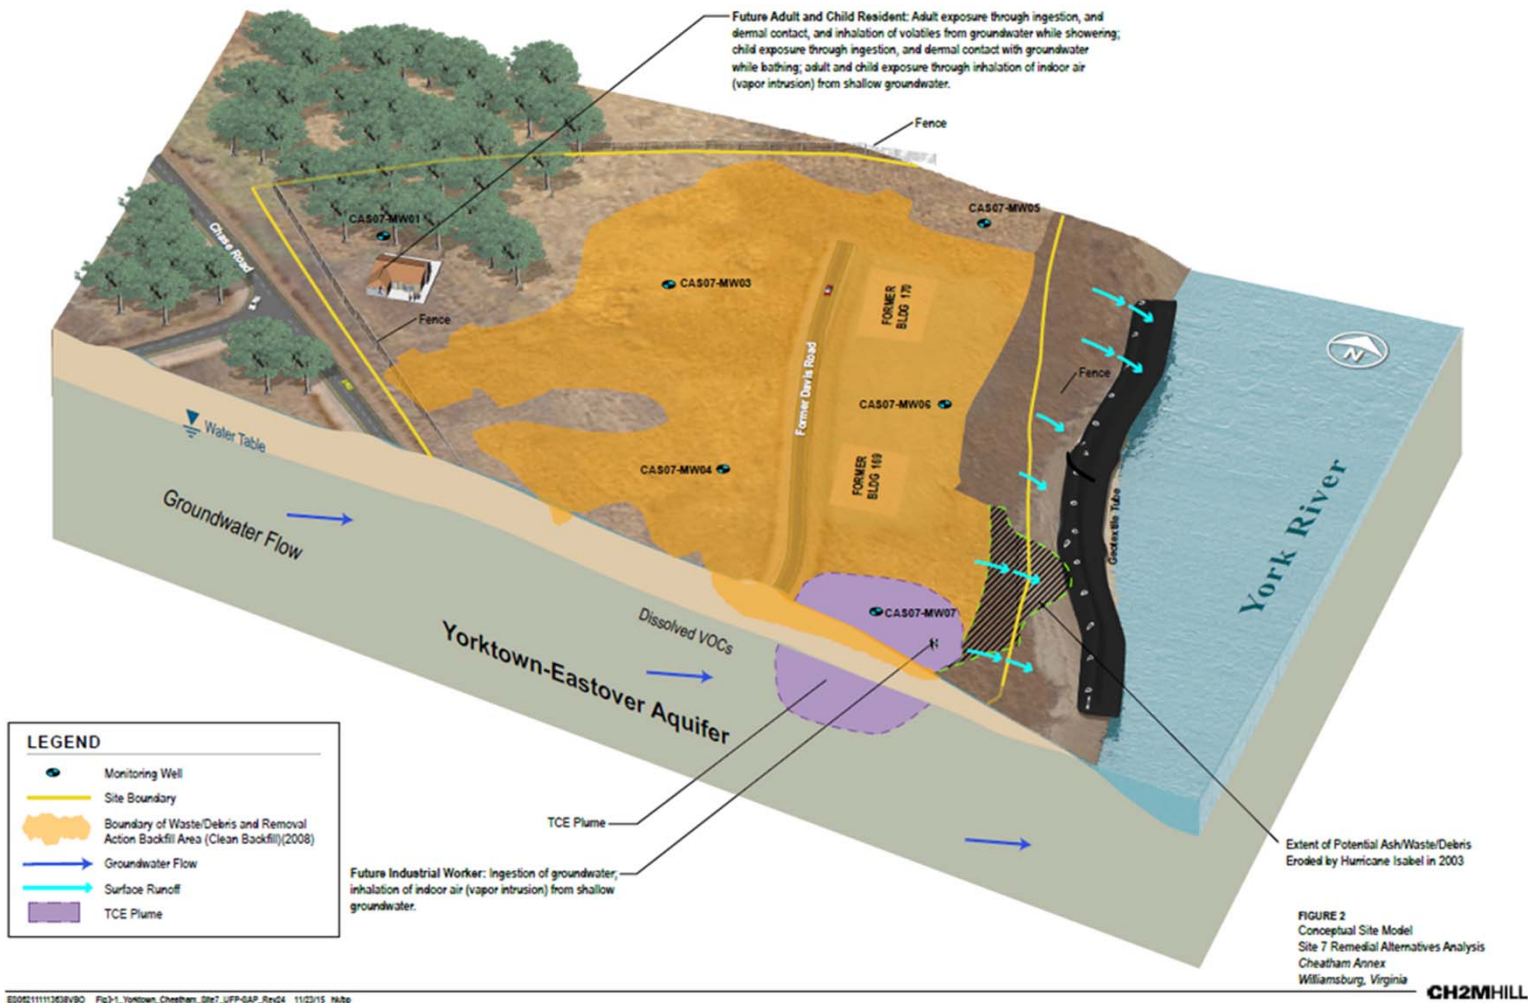 Future Adult and Child Resident: Adult exposure through ingestion, and
dermal contact, and inhalation of volatiles from groundwater while showering;
child exposure through ingestion, and dermal contact with groundwater
while bathing; adult and child exposure through inhalation of indoor air
(vapor intrusion) from shallow groundwater.
Fence
CAS07-MW01
CAS07-MW05
Chase Road
CAS07-MW03
FORMER
BLDG 170
Fence
N
Fence
Former Davis Road
CAS07-MW06
Water Table
CAS07-MW04
FORMER
BLDG 169
Geotextile Tube
York River
Groundwater Flow
CAS07-MW07
Dissolved VOCs
Yorktown-Eastover Aquifer
LEGEND
Monitoring Well
Site Boundary
Boundary of Waste/Debris and Removal
Action Backfill Area (Clean Backfill)(2008)
Groundwater Flow
Surface Runoff
TCE Plume
TCE Plume
Future Industrial Worker: Ingestion of groundwater;
inhalation of indoor air (vapor intrusion) from shallow
groundwater.
Extent of Potential Ash/Waste/Debris
Eroded by Hurricane Isabel in 2003
FIGURE 2
Conceptual Site Model
Site 7 Remedial Alternatives Analysis
Cheatham Annex
Williamsburg, Virginia
CH2MHILL